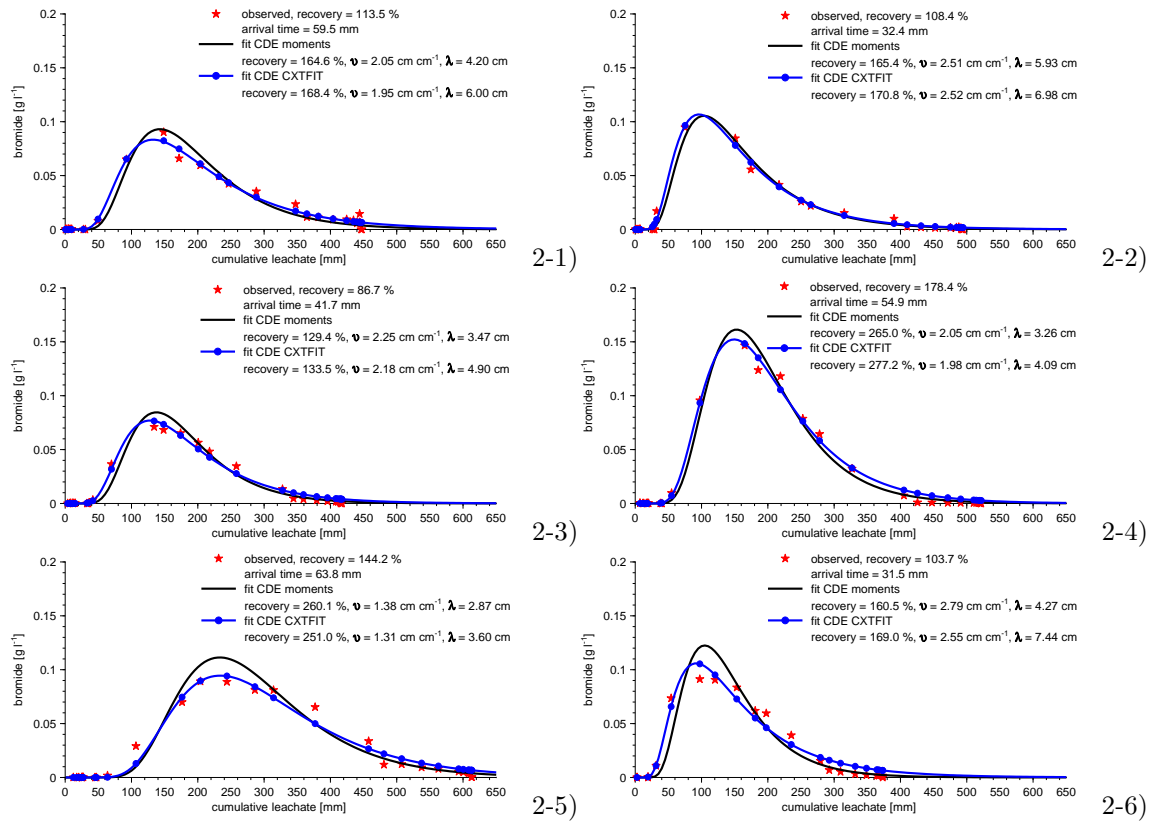 observed, recovery = 113.5 %
arrival time = 59.5 mm
fit CDE moments
recovery = 164.6 %, υ = 2.05 cm cm⁻¹, λ = 4.20 cm
fit CDE CXTFIT
recovery = 168.4 %, υ = 1.95 cm cm⁻¹, λ = 6.00 cm
bromide [g l⁻¹]
0.2
0.15
0.1
0.05
0
0 50 100 150 200 250 300 350 400 450 500 550 600 650
cumulative leachate [mm]
2-1)
observed, recovery = 108.4 %
arrival time = 32.4 mm
fit CDE moments
recovery = 165.4 %, υ = 2.51 cm cm⁻¹, λ = 5.93 cm
fit CDE CXTFIT
recovery = 170.8 %, υ = 2.52 cm cm⁻¹, λ = 6.98 cm
bromide [g l⁻¹]
0.2
0.15
0.1
0.05
0
0 50 100 150 200 250 300 350 400 450 500 550 600 650
cumulative leachate [mm]
2-2)
observed, recovery = 86.7 %
arrival time = 41.7 mm
fit CDE moments
recovery = 129.4 %, υ = 2.25 cm cm⁻¹, λ = 3.47 cm
fit CDE CXTFIT
recovery = 133.5 %, υ = 2.18 cm cm⁻¹, λ = 4.90 cm
bromide [g l⁻¹]
0.2
0.15
0.1
0.05
0
0 50 100 150 200 250 300 350 400 450 500 550 600 650
cumulative leachate [mm]
2-3)
observed, recovery = 178.4 %
arrival time = 54.9 mm
fit CDE moments
recovery = 265.0 %, υ = 2.05 cm cm⁻¹, λ = 3.26 cm
fit CDE CXTFIT
recovery = 277.2 %, υ = 1.98 cm cm⁻¹, λ = 4.09 cm
bromide [g l⁻¹]
0.2
0.15
0.1
0.05
0
0 50 100 150 200 250 300 350 400 450 500 550 600 650
cumulative leachate [mm]
2-4)
observed, recovery = 144.2 %
arrival time = 63.8 mm
fit CDE moments
recovery = 260.1 %, υ = 1.38 cm cm⁻¹, λ = 2.87 cm
fit CDE CXTFIT
recovery = 251.0 %, υ = 1.31 cm cm⁻¹, λ = 3.60 cm
bromide [g l⁻¹]
0.2
0.15
0.1
0.05
0
0 50 100 150 200 250 300 350 400 450 500 550 600 650
cumulative leachate [mm]
2-5)
observed, recovery = 103.7 %
arrival time = 31.5 mm
fit CDE moments
recovery = 160.5 %, υ = 2.79 cm cm⁻¹, λ = 4.27 cm
fit CDE CXTFIT
recovery = 169.0 %, υ = 2.55 cm cm⁻¹, λ = 7.44 cm
bromide [g l⁻¹]
0.2
0.15
0.1
0.05
0
0 50 100 150 200 250 300 350 400 450 500 550 600 650
cumulative leachate [mm]
2-6)